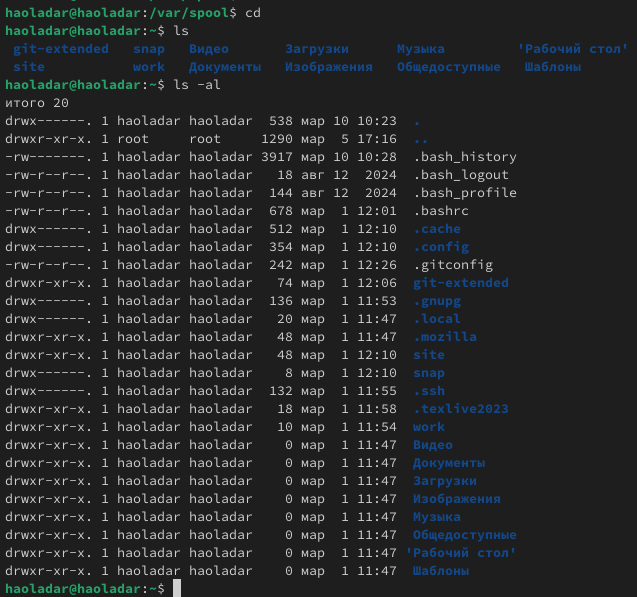 haoladar@haoladar:/var/spool$ cd
haoladar@haoladar:~$ ls
git-extended snap Видео Загрузки Музыка 'Рабочий стол'
site work Документы Изображения Общедоступные Шаблоны
haoladar@haoladar:~$ ls -al
итого 20
drwx------. 1 haoladar haoladar 538 мар 10 10:23 .
drwxr-xr-x. 1 root root 1290 мар 5 17:16 ..
-rw-------. 1 haoladar haoladar 3917 мар 10 10:28 .bash_history
-rw-r--r--. 1 haoladar haoladar 18 авг 12 2024 .bash_logout
-rw-r--r--. 1 haoladar haoladar 144 авг 12 2024 .bash_profile
-rw-r--r--. 1 haoladar haoladar 678 мар 1 12:01 .bashrc
drwx------. 1 haoladar haoladar 512 мар 1 12:10 .cache
drwx------. 1 haoladar haoladar 354 мар 1 12:10 .config
-rw-r--r--. 1 haoladar haoladar 242 мар 1 12:26 .gitconfig
drwxr-xr-x. 1 haoladar haoladar 74 мар 1 12:06 git-extended
drwx------. 1 haoladar haoladar 136 мар 1 11:53 .gnupg
drwx------. 1 haoladar haoladar 20 мар 1 11:47 .local
drwxr-xr-x. 1 haoladar haoladar 48 мар 1 11:47 .mozilla
drwxr-xr-x. 1 haoladar haoladar 48 мар 1 12:10 site
drwx------. 1 haoladar haoladar 8 мар 1 12:10 snap
drwx------. 1 haoladar haoladar 132 мар 1 11:55 .ssh
drwxr-xr-x. 1 haoladar haoladar 18 мар 1 11:58 .texlive2023
drwxr-xr-x. 1 haoladar haoladar 10 мар 1 11:54 work
drwxr-xr-x. 1 haoladar haoladar 0 мар 1 11:47 Видео
drwxr-xr-x. 1 haoladar haoladar 0 мар 1 11:47 Документы
drwxr-xr-x. 1 haoladar haoladar 0 мар 1 11:47 Загрузки
drwxr-xr-x. 1 haoladar haoladar 0 мар 1 11:47 Изображения
drwxr-xr-x. 1 haoladar haoladar 0 мар 1 11:47 Музыка
drwxr-xr-x. 1 haoladar haoladar 0 мар 1 11:47 Общедоступные
drwxr-xr-x. 1 haoladar haoladar 0 мар 1 11:47 'Рабочий стол'
drwxr-xr-x. 1 haoladar haoladar 0 мар 1 11:47 Шаблоны
haoladar@haoladar:~$